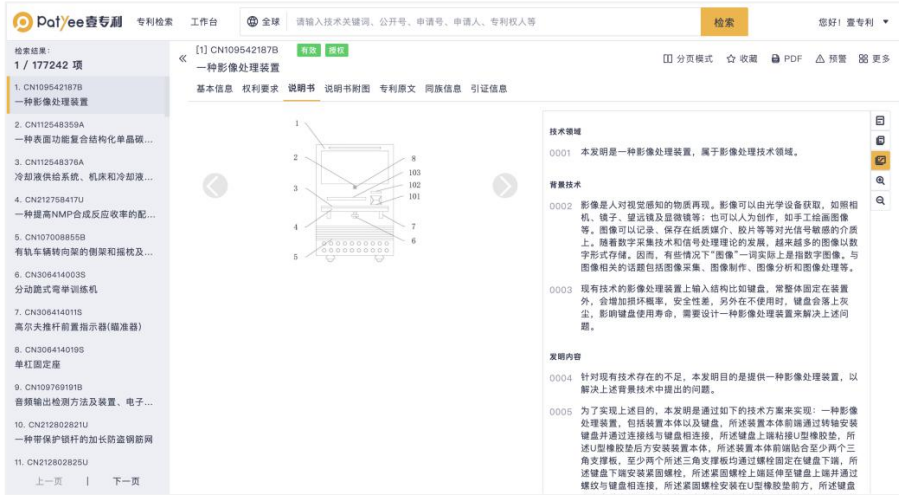 PatYee壹专利 专利检索 工作台 全球 请输入技术关键词、公开号、申请号、申请人、专利权人等 检索 您好！壹专利
检索结果:
1 / 177242 项
1. CN109542187B
一种影像处理装置
2. CN112548359A
一种表面功能复合结构化单晶碳...
3. CN112548376A
冷却液供给系统、机床和冷却液...
4. CN212758417U
一种提高NMP合成反应收率的配...
5. CN107008855B
有轨车辆转向架的侧架和摇枕及...
6. CN306414003S
分动跪式弯举训练机
7. CN306414011S
高尔夫推杆前置指示器(瞄准器)
8. CN306414019S
单杠固定座
9. CN109769191B
音频输出检测方法及装置、电子...
10. CN212802821U
一种带保护锁杆的加长防盗钢筋网
11. CN212802825U
上一页 | 下一页
[1] CN109542187B 有效 授权
一种影像处理装置
分页模式 收藏 PDF 预警 更多
基本信息 权利要求 说明书 说明书附图 专利原文 同族信息 引证信息
1
2
3
4
5
8
103
102
101
7
6
技术领域
0001 本发明是一种影像处理装置，属于影像处理技术领域。
背景技术
0002 影像是人对视觉感知的物质再现。影像可以由光学设备获取，如照相
机、镜子、望远镜及显微镜等；也可以人为创作，如手工绘画图像
等。图像可以记录、保存在纸质媒介、胶片等等对光信号敏感的介质
上。随着数字采集技术和信号处理理论的发展，越来越多的图像以数
字形式存储。因而，有些情况下"图像"一词实际上是指数字图像。与
图像相关的话题包括图像采集、图像制作、图像分析和图像处理等。
0003 现有技术的影像处理装置上输入结构比如键盘，常整体固定在装置
外，会增加损坏概率，安全性差，另外在不使用时，键盘会落上灰
尘，影响键盘使用寿命，需要设计一种影像处理装置来解决上述问
题。
发明内容
0004 针对现有技术存在的不足，本发明目的是提供一种影像处理装置，以
解决上述背景技术中提出的问题。
0005 为了实现上述目的，本发明是通过如下的技术方案来实现：一种影像
处理装置，包括装置本体以及键盘，所述装置本体前端通过转轴安装
键盘并通过连接线与键盘相连接，所述键盘上端粘接U型橡胶垫，所
述U型橡胶垫后方安装装置本体，所述装置本体前端贴合至少两个三
角支撑板，至少两个所述三角支撑板均通过螺栓固定在键盘下端，所
述键盘下端安装紧固螺栓，所述紧固螺栓上端延伸至键盘上端并通过
螺纹与键盘相连接，所述紧固螺栓安装在U型橡胶垫前方，所述键盘